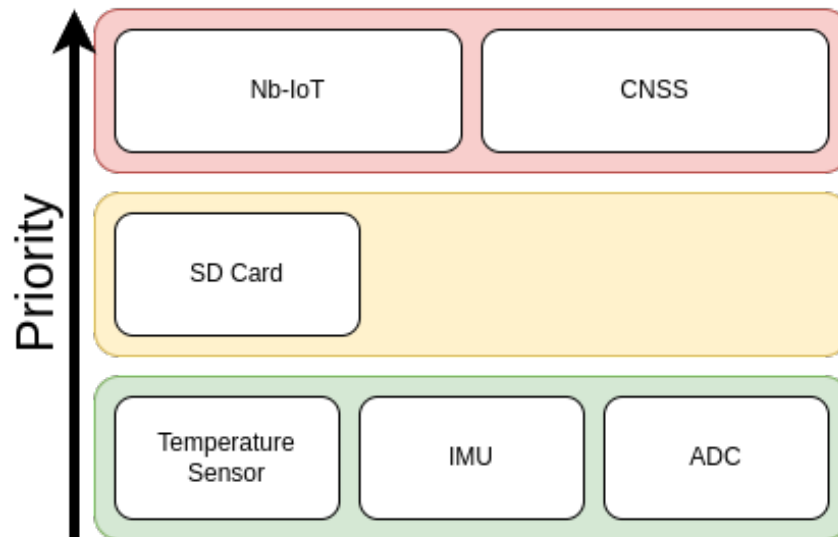 Nb-IoT
CNSS
Priority
SD Card
Temperature
Sensor
IMU
ADC